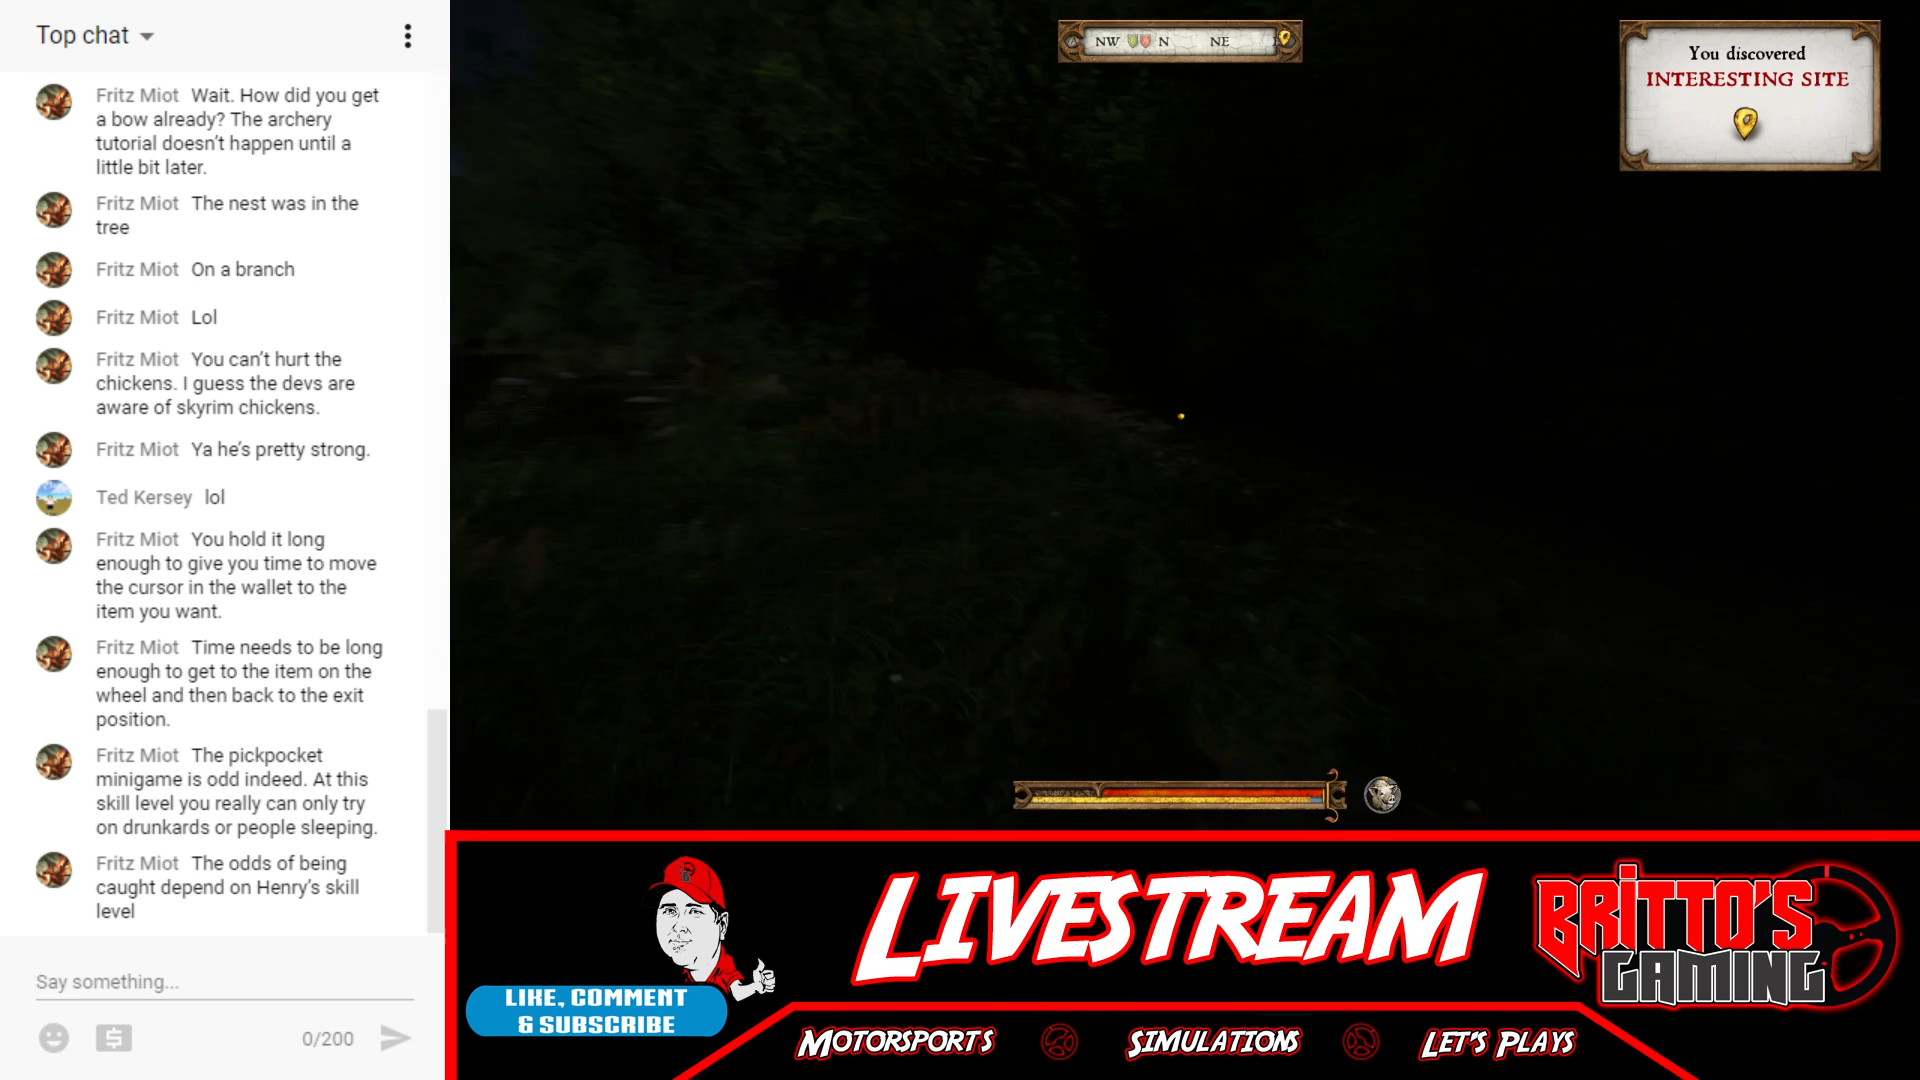 Top chat
Fritz Miot Wait. How did you get
a bow already? The archery
tutorial doesn't happen until a
little bit later.
Fritz Miot The nest was in the
tree
Fritz Miot On a branch
Fritz Miot Lol
Fritz Miot You can't hurt the
chickens. I guess the devs are
aware of skyrim chickens.
Fritz Miot Ya he's pretty strong.
Ted Kersey lol
Fritz Miot You hold it long
enough to give you time to move
the cursor in the wallet to the
item you want.
Fritz Miot Time needs to be long
enough to get to the item on the
wheel and then back to the exit
position.
Fritz Miot The pickpocket
minigame is odd indeed. At this
skill level you really can only try
on drunkards or people sleeping.
Fritz Miot The odds of being
caught depend on Henry's skill
level
Say something...
0/200
NW N NE
You discovered
INTERESTING SITE
LIVESTREAM
BRITTO'S
GAMING
LIKE, COMMENT
& SUBSCRIBE
MOTORSPORTS SIMULATIONS LET'S PLAYS